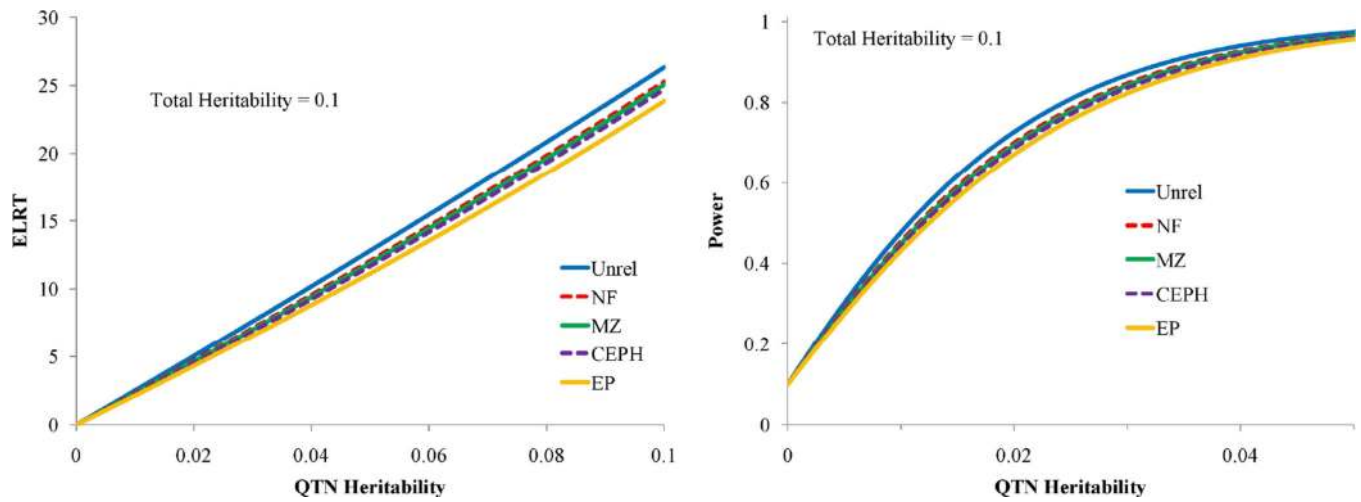 30
25
20
15
10
5
0
ELRT
Total Heritability = 0.1
Unrel
NF
MZ
CEPH
EP
0 0.02 0.04 0.06 0.08 0.1
QTN Heritability
1
0.8
0.6
0.4
0.2
0
Power
Total Heritability = 0.1
Unrel
NF
MZ
CEPH
EP
0 0.02 0.04
QTN Heritability